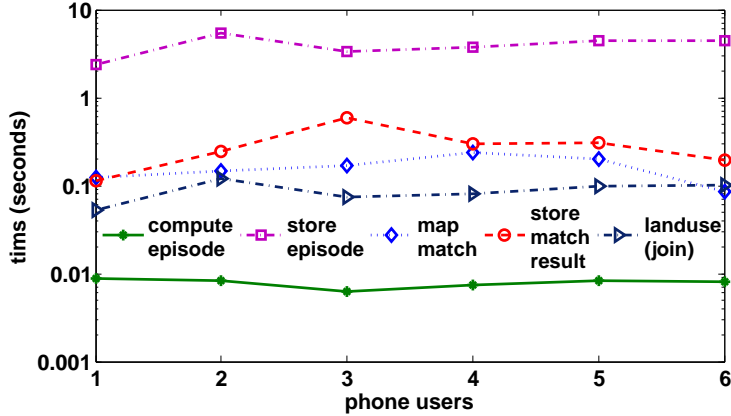 10
1
0.1
0.01
0.001
tims (seconds)
compute
episode
store
episode
map
match
store
match
result
landuse
(join)
1 2 3 4 5 6
phone users